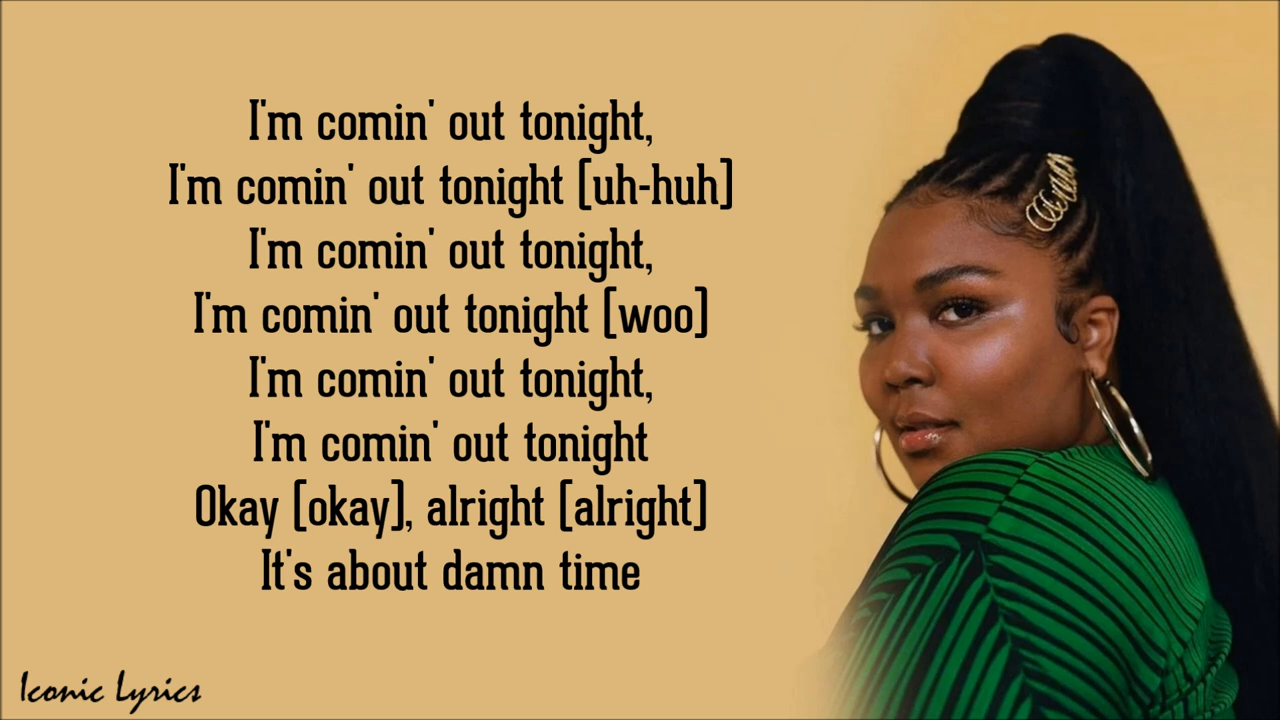 I'm comin' out tonight,
I'm comin' out tonight [uh-huh]
I'm comin' out tonight,
I'm comin' out tonight [woo]
I'm comin' out tonight,
I'm comin' out tonight
Okay [okay], alright [alright]
It's about damn time
Iconic Lyrics